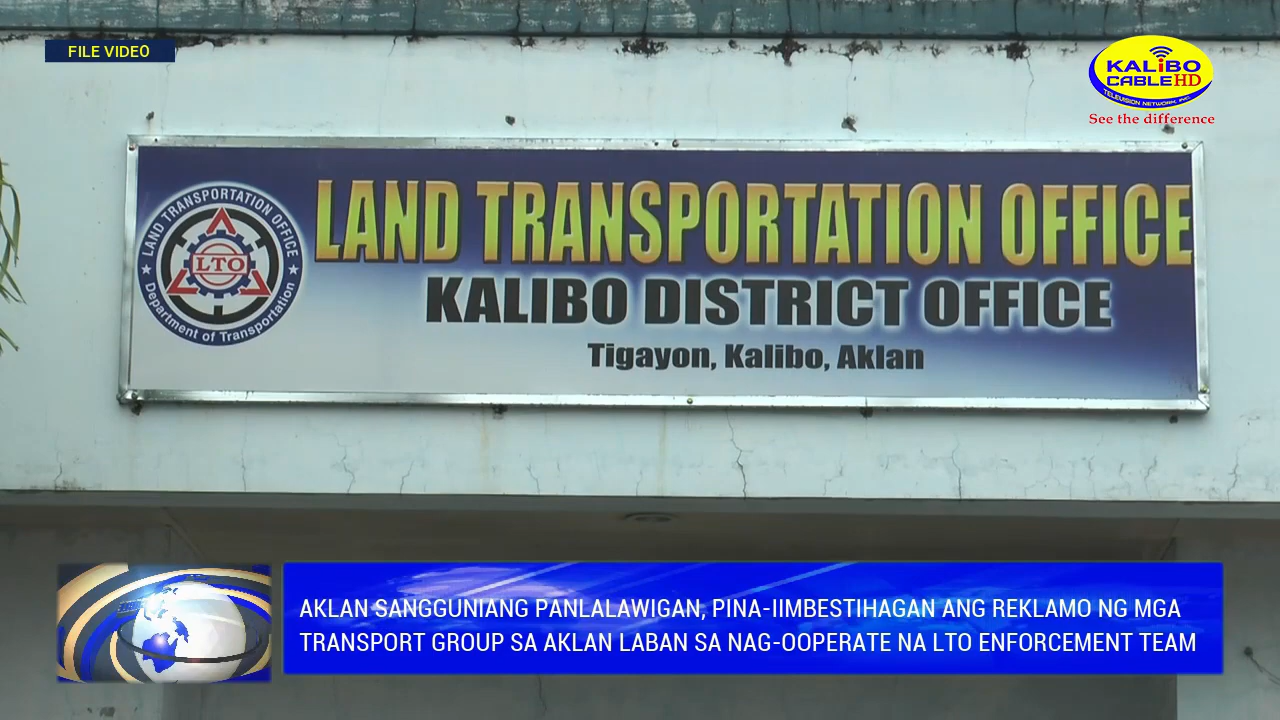 FILE VIDEO
KALiBO
CABLE HD
TELEVISION NETWORK, INC.
See the difference
LAND TRANSPORTATION OFFICE
LTO
Department of Transportation
LAND TRANSPORTATION OFFICE
KALIBO DISTRICT OFFICE
Tigayon, Kalibo, Aklan
AKLAN SANGGUNIANG PANLALAWIGAN, PINA-IIMBESTIHAGAN ANG REKLAMO NG MGA
TRANSPORT GROUP SA AKLAN LABAN SA NAG-OOPERATE NA LTO ENFORCEMENT TEAM